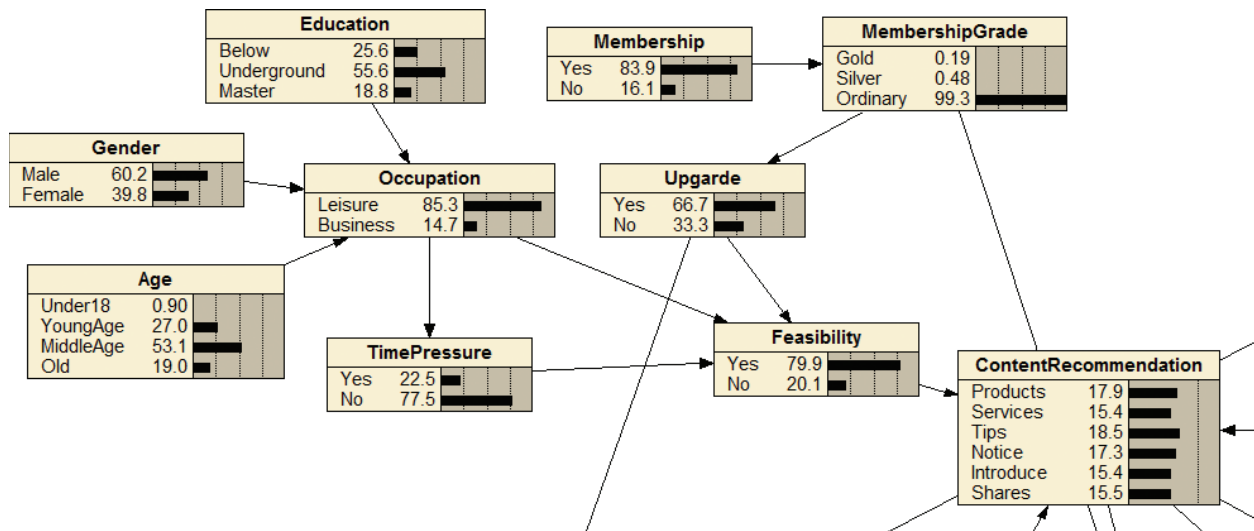 Education
Below 25.6
Underground 55.6
Master 18.8
Membership
Yes 83.9
No 16.1
MembershipGrade
Gold 0.19
Silver 0.48
Ordinary 99.3
Gender
Male 60.2
Female 39.8
Occupation
Leisure 85.3
Business 14.7
Upgarde
Yes 66.7
No 33.3
Age
Under18 0.90
YoungAge 27.0
MiddleAge 53.1
Old 19.0
TimePressure
Yes 22.5
No 77.5
Feasibility
Yes 79.9
No 20.1
ContentRecommendation
Products 17.9
Services 15.4
Tips 18.5
Notice 17.3
Introduce 15.4
Shares 15.5